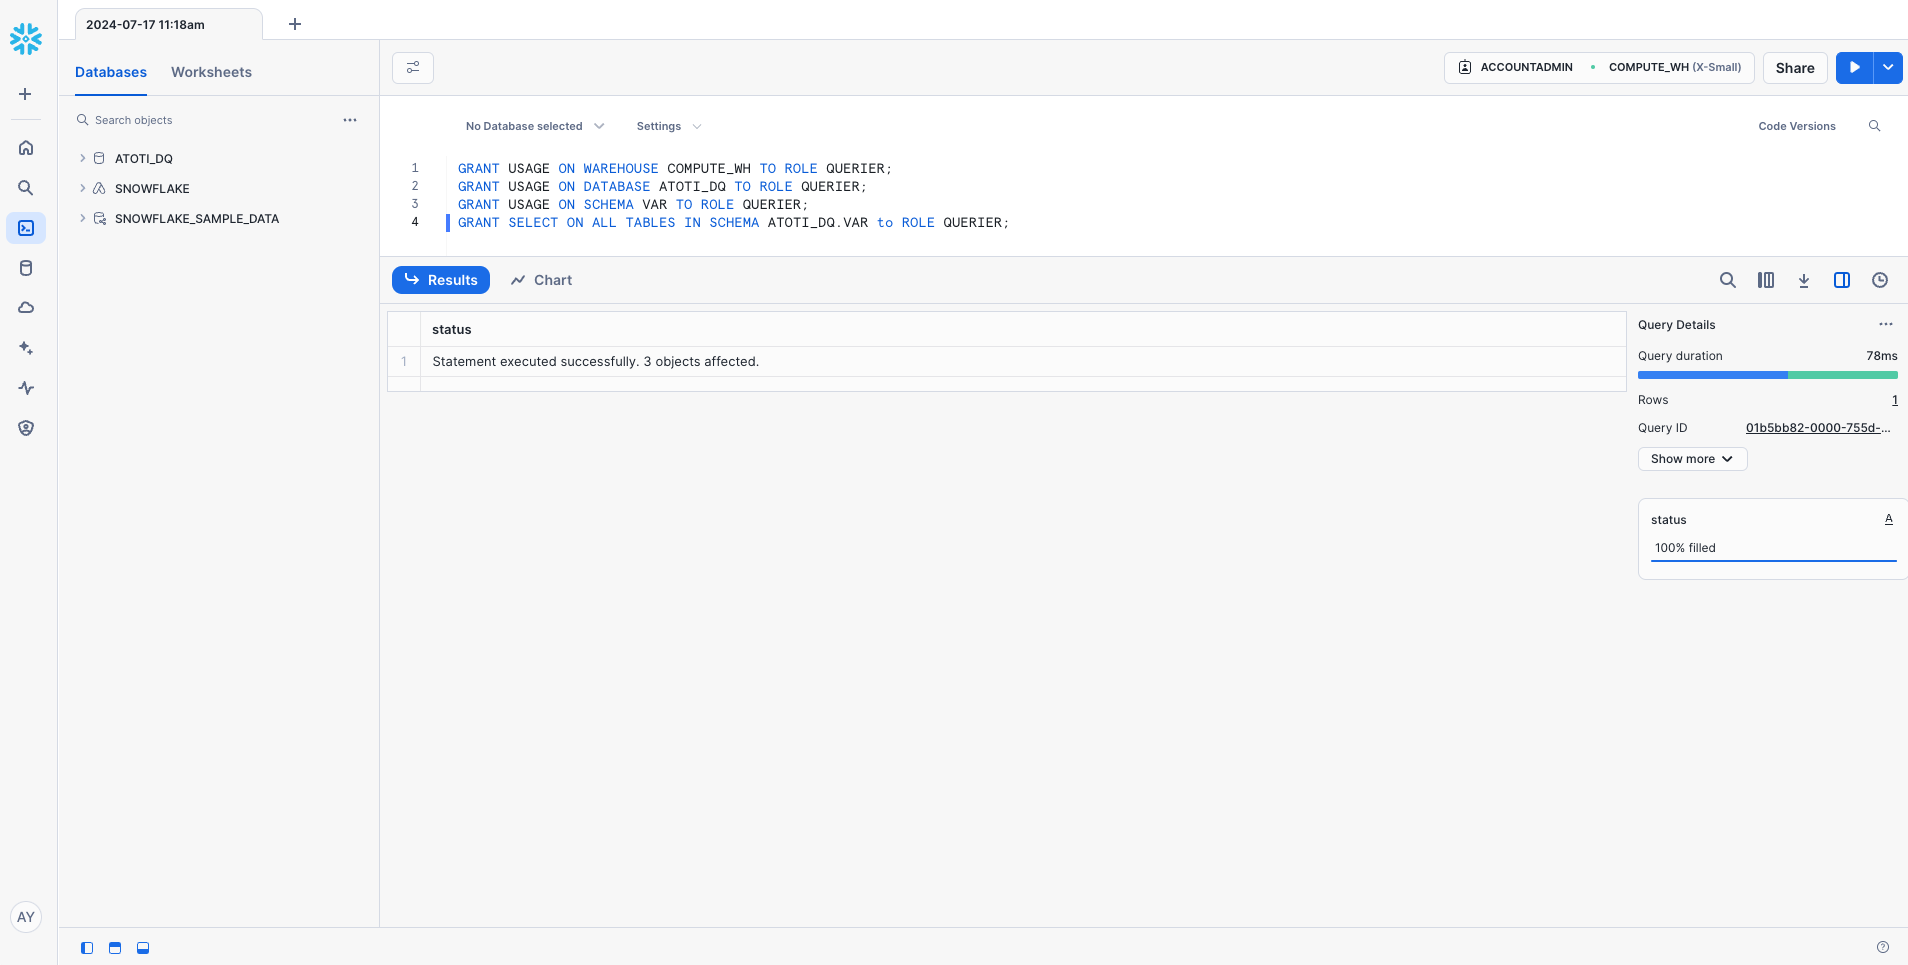 2024-07-17 11:18am
Databases Worksheets
ACCOUNTADMIN COMPUTE_WH (X-Small) Share
Search objects
No Database selected Settings Code Versions
ATOTI_DQ
SNOWFLAKE
SNOWFLAKE_SAMPLE_DATA
1 GRANT USAGE ON WAREHOUSE COMPUTE_WH TO ROLE QUERIER;
2 GRANT USAGE ON DATABASE ATOTI_DQ TO ROLE QUERIER;
3 GRANT USAGE ON SCHEMA VAR TO ROLE QUERIER;
4 GRANT SELECT ON ALL TABLES IN SCHEMA ATOTI_DQ.VAR to ROLE QUERIER;
Results Chart
status
1 Statement executed successfully. 3 objects affected.
Query Details
Query duration 78ms
Rows 1
Query ID 01b5bb82-0000-755d-...
Show more
status A
100% filled
AY